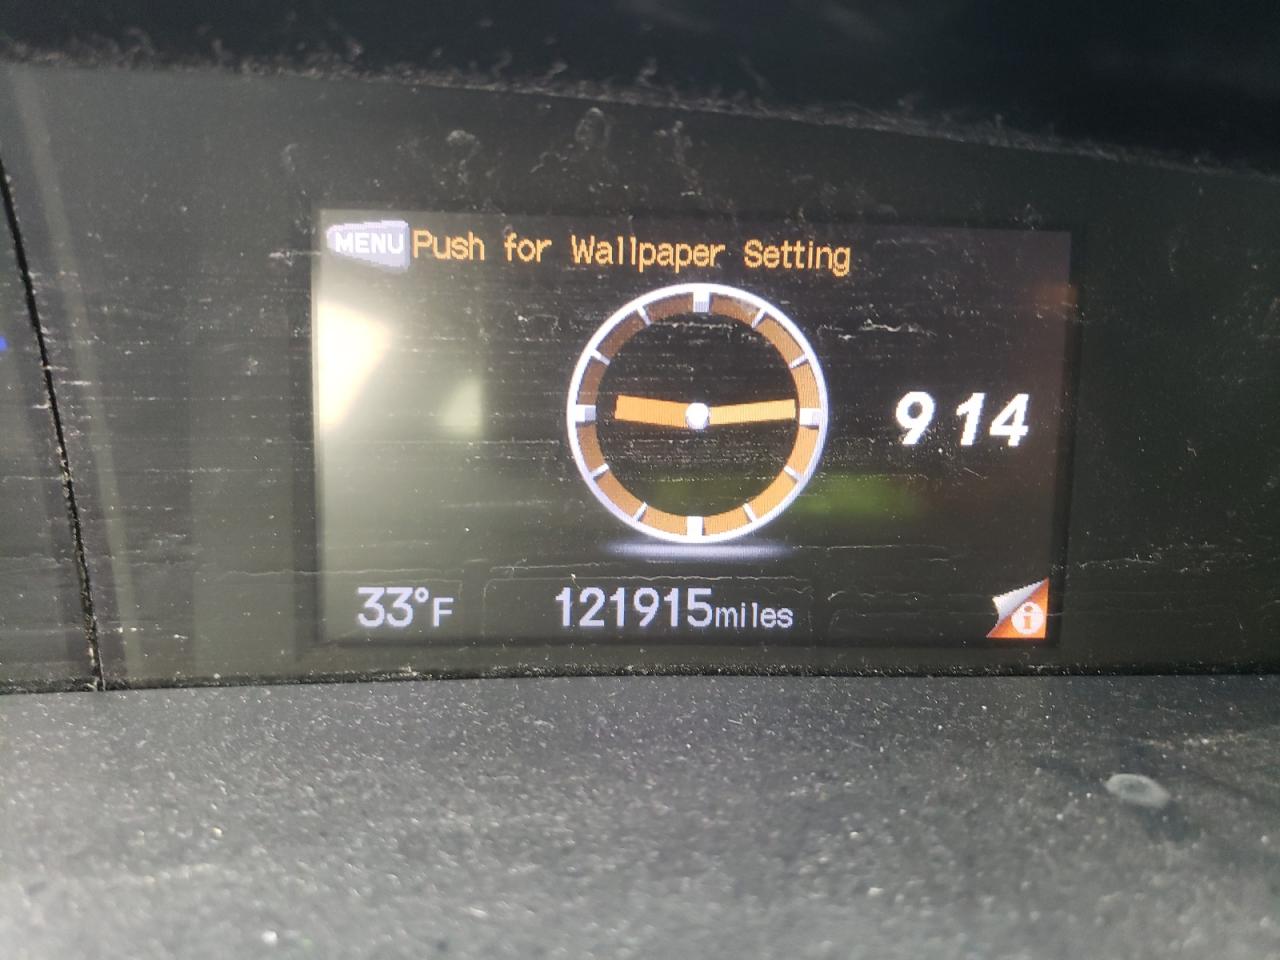 MENU Push for Wallpaper Setting
9 14
33°F 121915miles
i